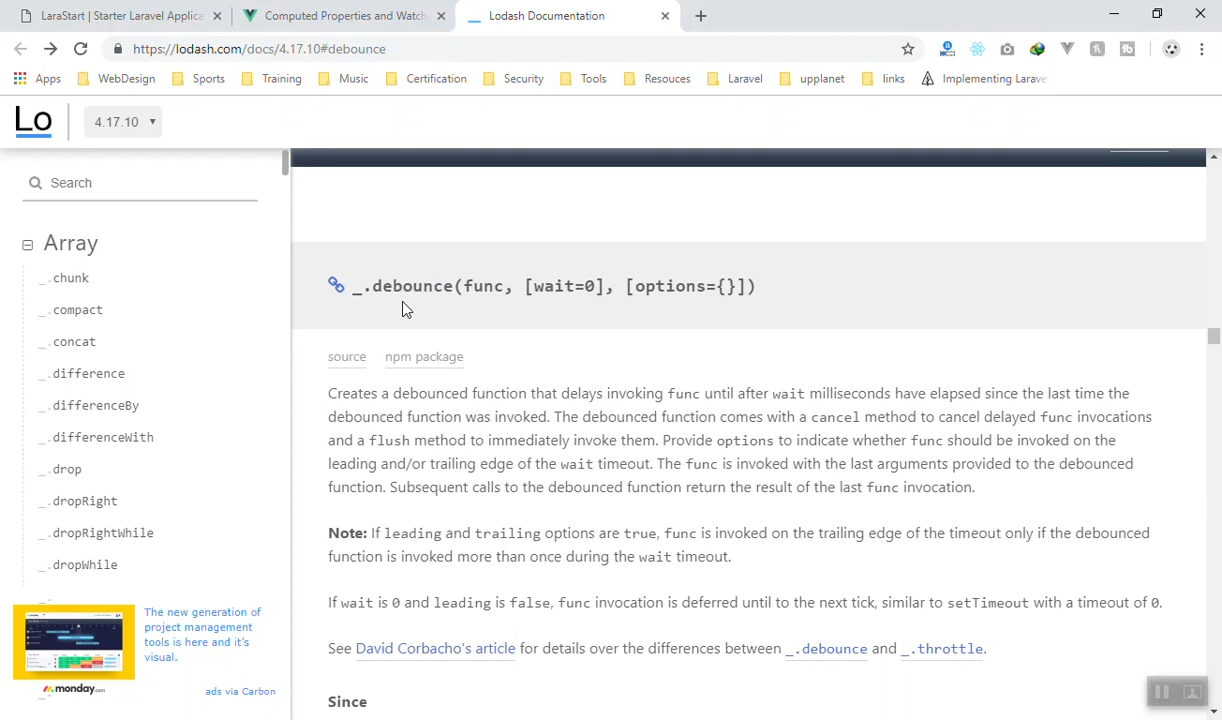 LaraStart | Starter Laravel Applica
Computed Properties and Watch
Lodash Documentation
https://lodash.com/docs/4.17.10#debounce
Apps
WebDesign
Sports
Training
Music
Certification
Security
Tools
Resouces
Laravel
upplanet
links
Implementing Larave
Lo
4.17.10
Search
Array
_.chunk
_.compact
_.concat
_.difference
_.differenceBy
_.differenceWith
_.drop
_.dropRight
_.dropRightWhile
_.dropWhile
The new generation of
project management
tools is here and it's
visual.
monday.com
ads via Carbon
_.debounce(func, [wait=0], [options={}])
source npm package
Creates a debounced function that delays invoking func until after wait milliseconds have elapsed since the last time the
debounced function was invoked. The debounced function comes with a cancel method to cancel delayed func invocations
and a flush method to immediately invoke them. Provide options to indicate whether func should be invoked on the
leading and/or trailing edge of the wait timeout. The func is invoked with the last arguments provided to the debounced
function. Subsequent calls to the debounced function return the result of the last func invocation.
Note: If leading and trailing options are true, func is invoked on the trailing edge of the timeout only if the debounced
function is invoked more than once during the wait timeout.
If wait is 0 and leading is false, func invocation is deferred until to the next tick, similar to setTimeout with a timeout of 0.
See David Corbacho's article for details over the differences between _.debounce and _.throttle.
Since